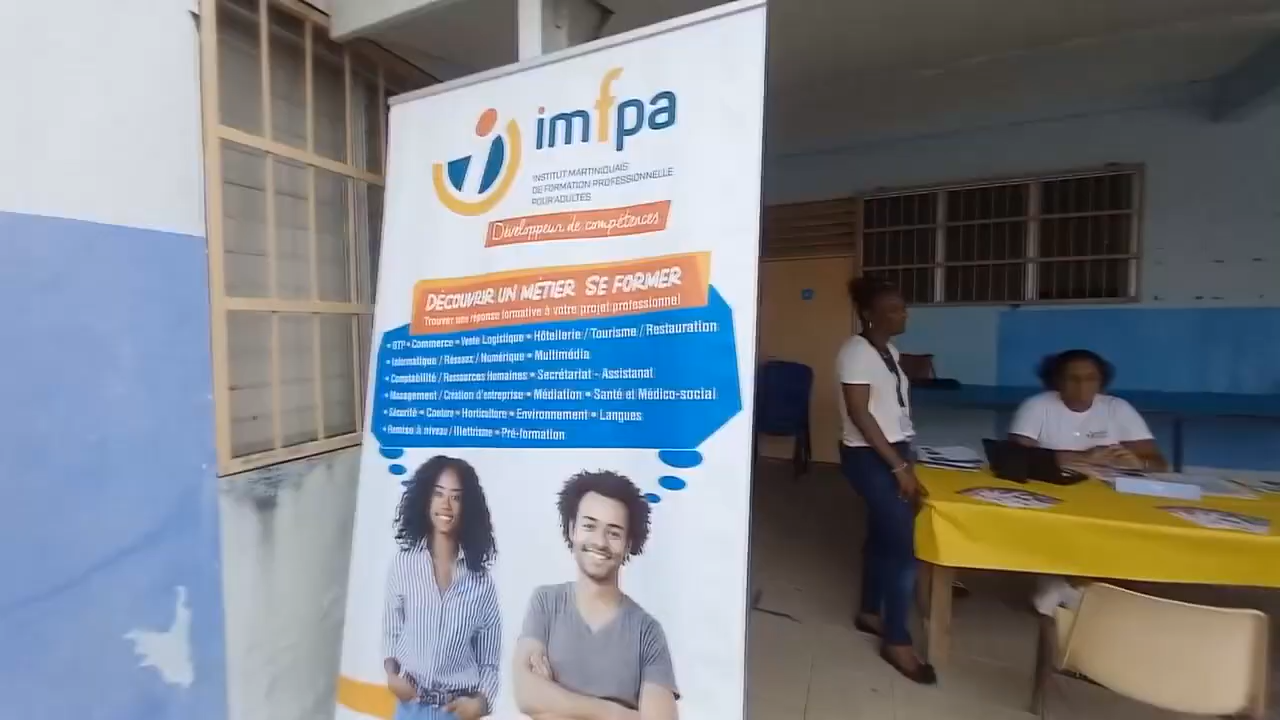 imfpa
INSTITUT MARTINIQUAIS
DE FORMATION PROFESSIONNELLE
POUR ADULTES
Développeur de compétences
DÉCOUVRIR UN MÉTIER SE FORMER
Trouver une réponse formative à votre projet professionnel
• BTP • Commerce • Vente Logistique • Hôtellerie / Tourisme / Restauration
• Informatique / Réseaux / Numérique • Multimédia
• Comptabilité / Ressources Humaines • Secrétariat - Assistanat
• Management / Création d'entreprise • Médiation • Santé et Médico-social
• Sécurité • Couture • Horticulture • Environnement • Langues
• Remise à niveau / Illettrisme • Pré-formation